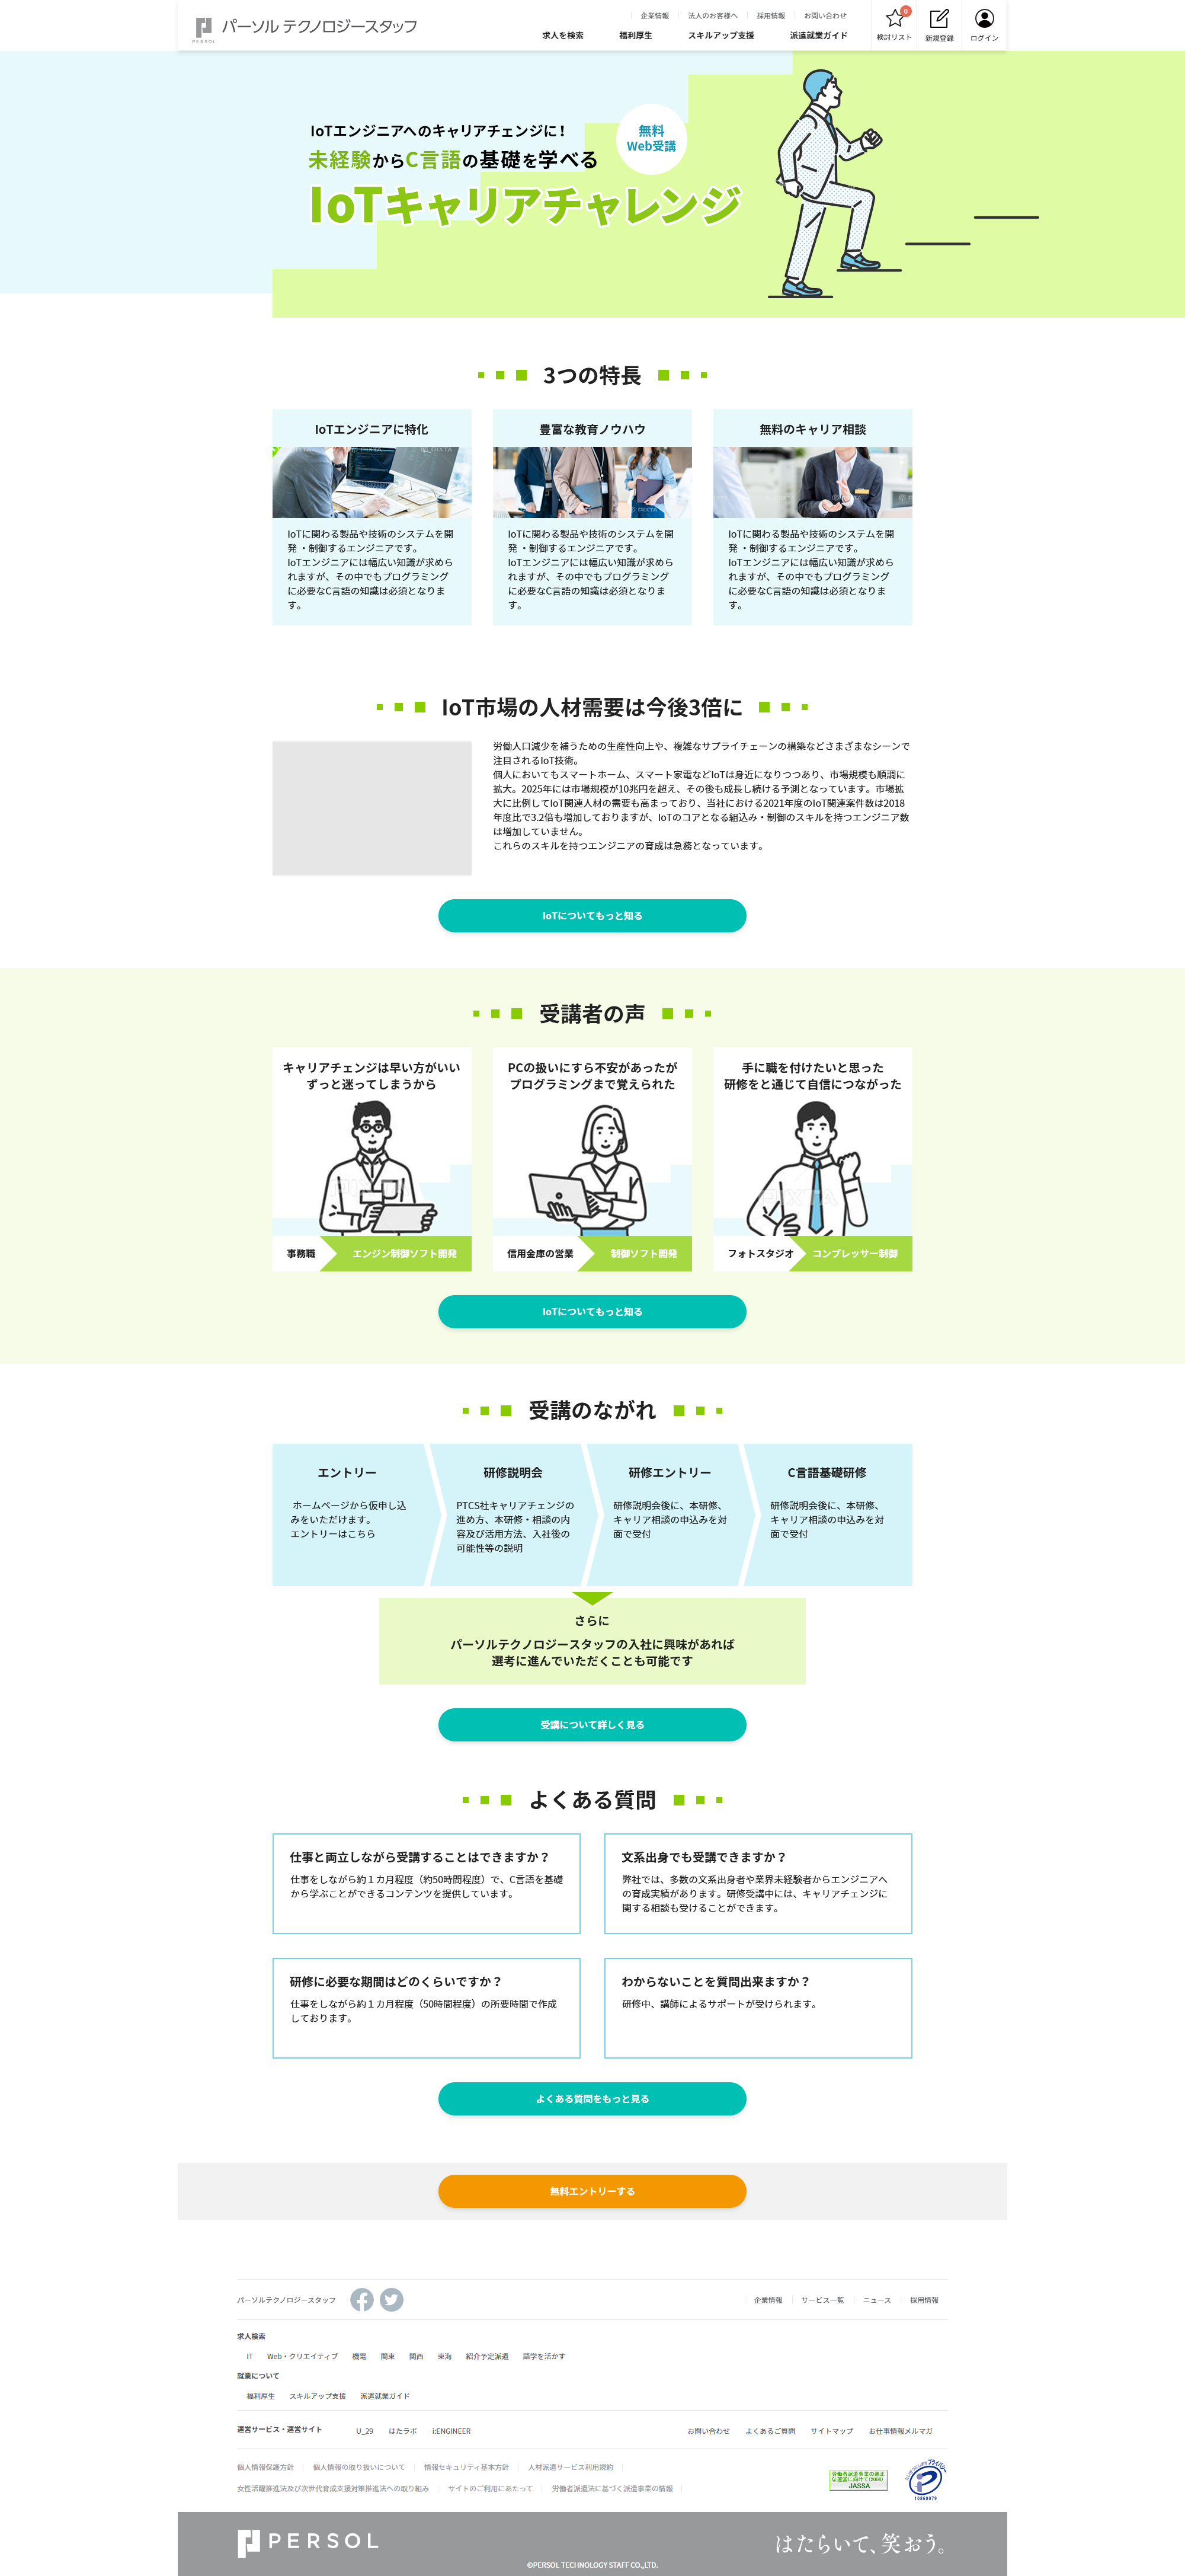 企業情報　法人のお客様へ　採用情報　お問い合わせ
パーソル テクノロジースタッフ
PERSOL
求人を検索　福利厚生　スキルアップ支援　派遣就業ガイド
0
検討リスト　新規登録　ログイン
IoTエンジニアへのキャリアチェンジに！
未経験からC言語の基礎を学べる
無料
Web受講
IoTキャリアチャレンジ
3つの特長
IoTエンジニアに特化
IoTに関わる製品や技術のシステムを開
発 ・制御するエンジニアです。
IoTエンジニアには幅広い知識が求めら
れますが、その中でもプログラミング
に必要なC言語の知識は必須となりま
す。
豊富な教育ノウハウ
IoTに関わる製品や技術のシステムを開
発 ・制御するエンジニアです。
IoTエンジニアには幅広い知識が求めら
れますが、その中でもプログラミング
に必要なC言語の知識は必須となりま
す。
無料のキャリア相談
IoTに関わる製品や技術のシステムを開
発 ・制御するエンジニアです。
IoTエンジニアには幅広い知識が求めら
れますが、その中でもプログラミング
に必要なC言語の知識は必須となりま
す。
IoT市場の人材需要は今後3倍に
労働人口減少を補うための生産性向上や、複雑なサプライチェーンの構築などさまざまなシーンで
注目されるIoT技術。
個人においてもスマートホーム、スマート家電などIoTは身近になりつつあり、市場規模も順調に
拡大。2025年には市場規模が10兆円を超え、その後も成長し続ける予測となっています。市場拡
大に比例してIoT関連人材の需要も高まっており、当社における2021年度のIoT関連案件数は2018
年度比で3.2倍も増加しておりますが、IoTのコアとなる組込み・制御のスキルを持つエンジニア数
は増加していません。
これらのスキルを持つエンジニアの育成は急務となっています。
IoTについてもっと知る
受講者の声
キャリアチェンジは早い方がいい
ずっと迷ってしまうから
事務職　エンジン制御ソフト開発
PCの扱いにすら不安があったが
プログラミングまで覚えられた
信用金庫の営業　制御ソフト開発
手に職を付けたいと思った
研修をと通じて自信につながった
PIXTA
フォトスタジオ　コンプレッサー制御
IoTについてもっと知る
受講のながれ
エントリー
ホームページから仮申し込
みをいただけます。
エントリーはこちら
研修説明会
PTCS社キャリアチェンジの
進め方、本研修・相談の内
容及び活用方法、入社後の
可能性等の説明
研修エントリー
研修説明会後に、本研修、
キャリア相談の申込みを対
面で受付
C言語基礎研修
研修説明会後に、本研修、
キャリア相談の申込みを対
面で受付
さらに
パーソルテクノロジースタッフの入社に興味があれば
選考に進んでいただくことも可能です
受講について詳しく見る
よくある質問
仕事と両立しながら受講することはできますか？
仕事をしながら約１カ月程度（約50時間程度）で、C言語を基礎
から学ぶことができるコンテンツを提供しています。
文系出身でも受講できますか？
弊社では、多数の文系出身者や業界未経験者からエンジニアへ
の育成実績があります。研修受講中には、キャリアチェンジに
関する相談も受けることができます。
研修に必要な期間はどのくらいですか？
仕事をしながら約１カ月程度（50時間程度）の所要時間で作成
しております。
わからないことを質問出来ますか？
研修中、講師によるサポートが受けられます。
よくある質問をもっと見る
無料エントリーする
パーソルテクノロジースタッフ　企業情報　サービス一覧　ニュース　採用情報
求人検索
IT　Web・クリエイティブ　機電　関東　関西　東海　紹介予定派遣　語学を活かす
就業について
福利厚生　スキルアップ支援　派遣就業ガイド
運営サービス・運営サイト　U_29　はたラボ　i:ENGINEER　お問い合わせ　よくあるご質問　サイトマップ　お仕事情報メルマガ
個人情報保護方針　個人情報の取り扱いについて　情報セキュリティ基本方針　人材派遣サービス利用規約
女性活躍推進法及び次世代育成支援対策推進法への取り組み　サイトのご利用にあたって　労働者派遣法に基づく派遣事業の情報
労働者派遣事業の適正
な運営に向けて(2008)
JASSA
プライバシー
10860079
PERSOL
はたらいて、笑おう。
©PERSOL TECHNOLOGY STAFF CO.,LTD.